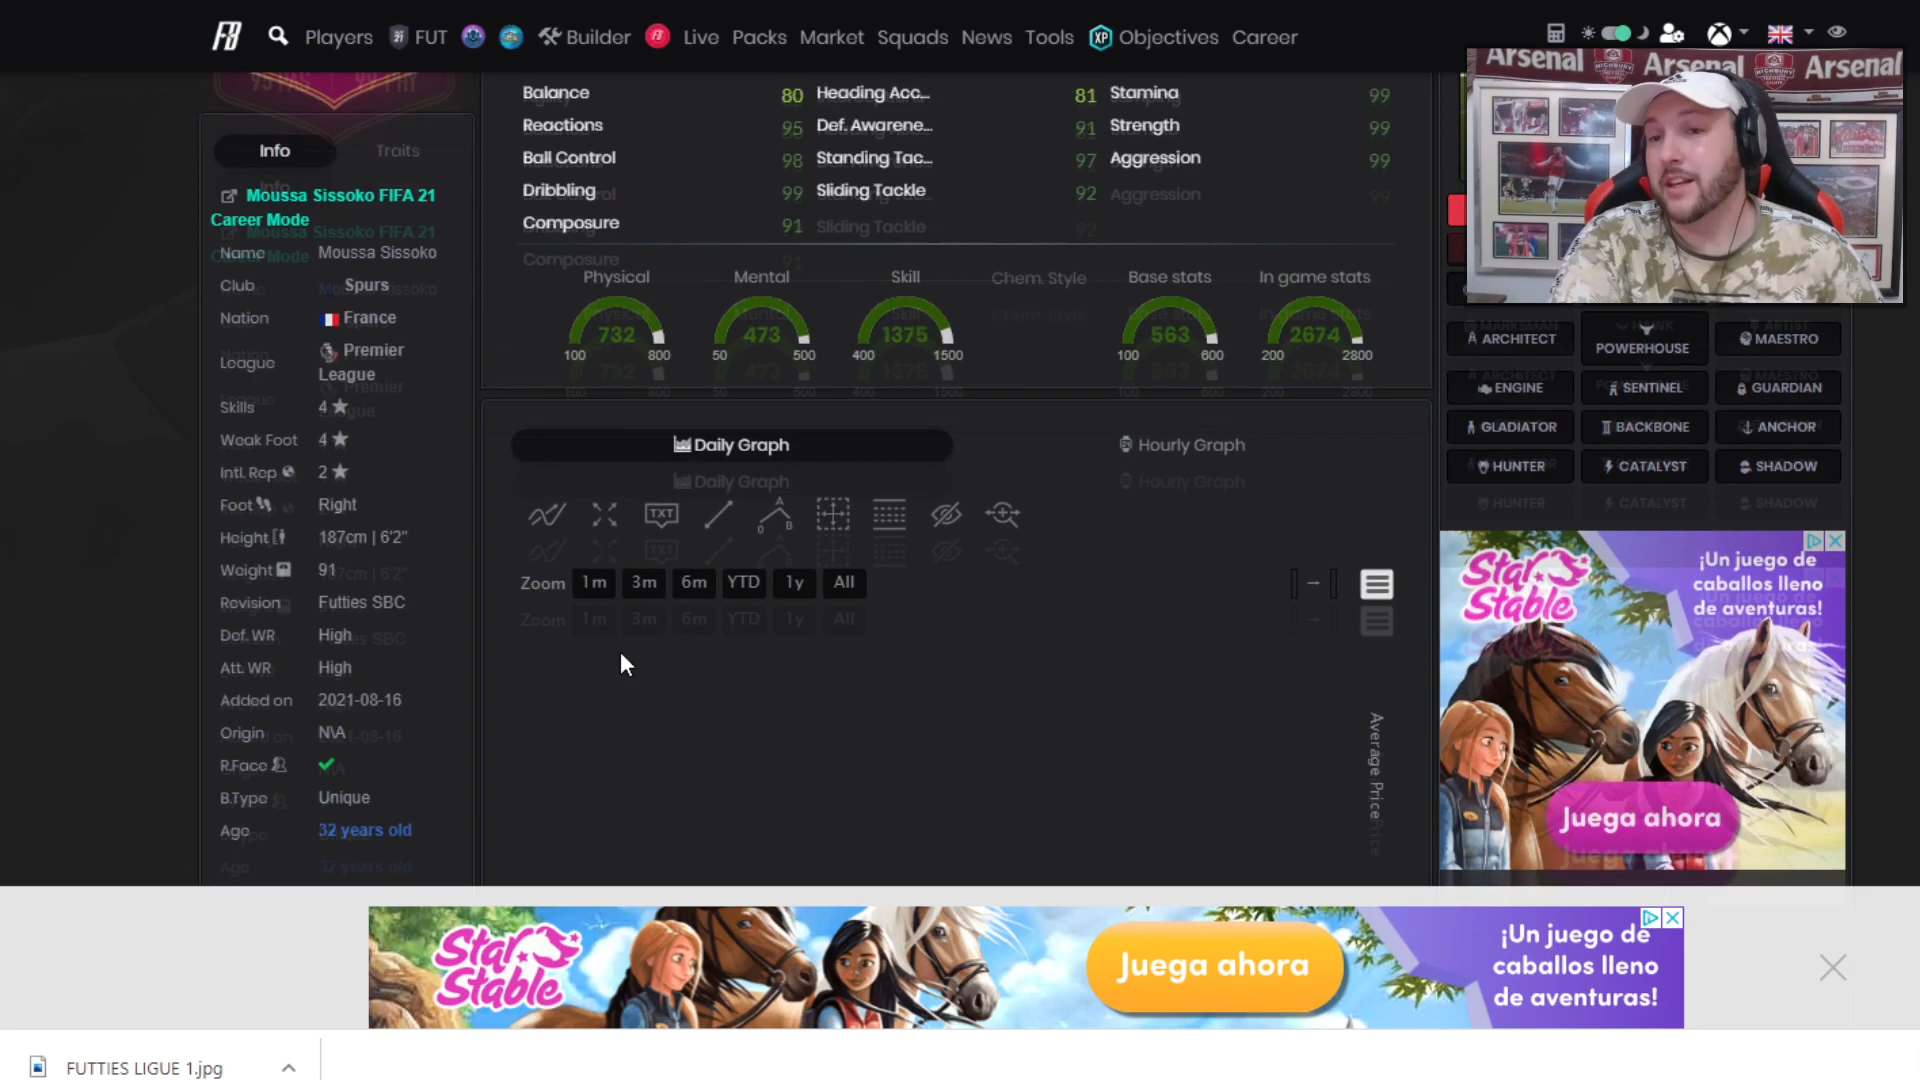 FB Players 21 FUT Builder FB Live Packs Market Squads News Tools XP Objectives Career
Arsenal Arsenal Arsenal
Info Traits
Moussa Sissoko FIFA 21
Career Mode
Name Moussa Sissoko
Club Spurs
Nation France
League Premier
League
Skills 4
Weak Foot 4
Intl. Rep 2
Foot Right
Height 187cm | 6'2"
Weight 91
Revision Futties SBC
Def. WR High
Att. WR High
Added on 2021-08-16
Origin N\A
R.Face
B.Type Unique
Age 32 years old
Balance 80 Heading Acc... 81 Stamina 99
Reactions 95 Def. Awarene... 91 Strength 99
Ball Control 98 Standing Tac... 97 Aggression 99
Dribbling 99 Sliding Tackle 92
Composure 91
Physical Mental Skill Chem. Style Base stats In game stats
732 473 1375 563 2674
100 800 50 500 400 1500 100 600 200 2800
Daily Graph Hourly Graph
TXT
Zoom 1m 3m 6m YTD 1y All →
Average Price
ARCHITECT POWERHOUSE MAESTRO
ENGINE SENTINEL GUARDIAN
GLADIATOR BACKBONE ANCHOR
HUNTER CATALYST SHADOW
Star Stable
¡Un juego de
caballos lleno
de aventuras!
Juega ahora
Star Stable
Juega ahora
¡Un juego de
caballos lleno
de aventuras!
FUTTIES LIGUE 1.jpg